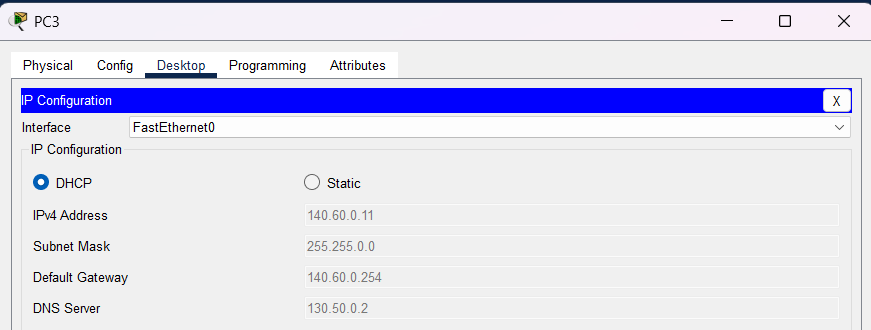 PC3
Physical Config Desktop Programming Attributes
IP Configuration X
Interface FastEthernet0
IP Configuration
DHCP Static
IPv4 Address 140.60.0.11
Subnet Mask 255.255.0.0
Default Gateway 140.60.0.254
DNS Server 130.50.0.2